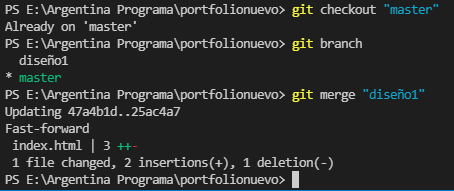 PS E:\Argentina Programa\portfolionuevo> git checkout "master"
Already on 'master'
PS E:\Argentina Programa\portfolionuevo> git branch
  diseño1
* master
PS E:\Argentina Programa\portfolionuevo> git merge "diseño1"
Updating 47a4b1d..25ac4a7
Fast-forward
 index.html | 3 ++-
 1 file changed, 2 insertions(+), 1 deletion(-)
PS E:\Argentina Programa\portfolionuevo>